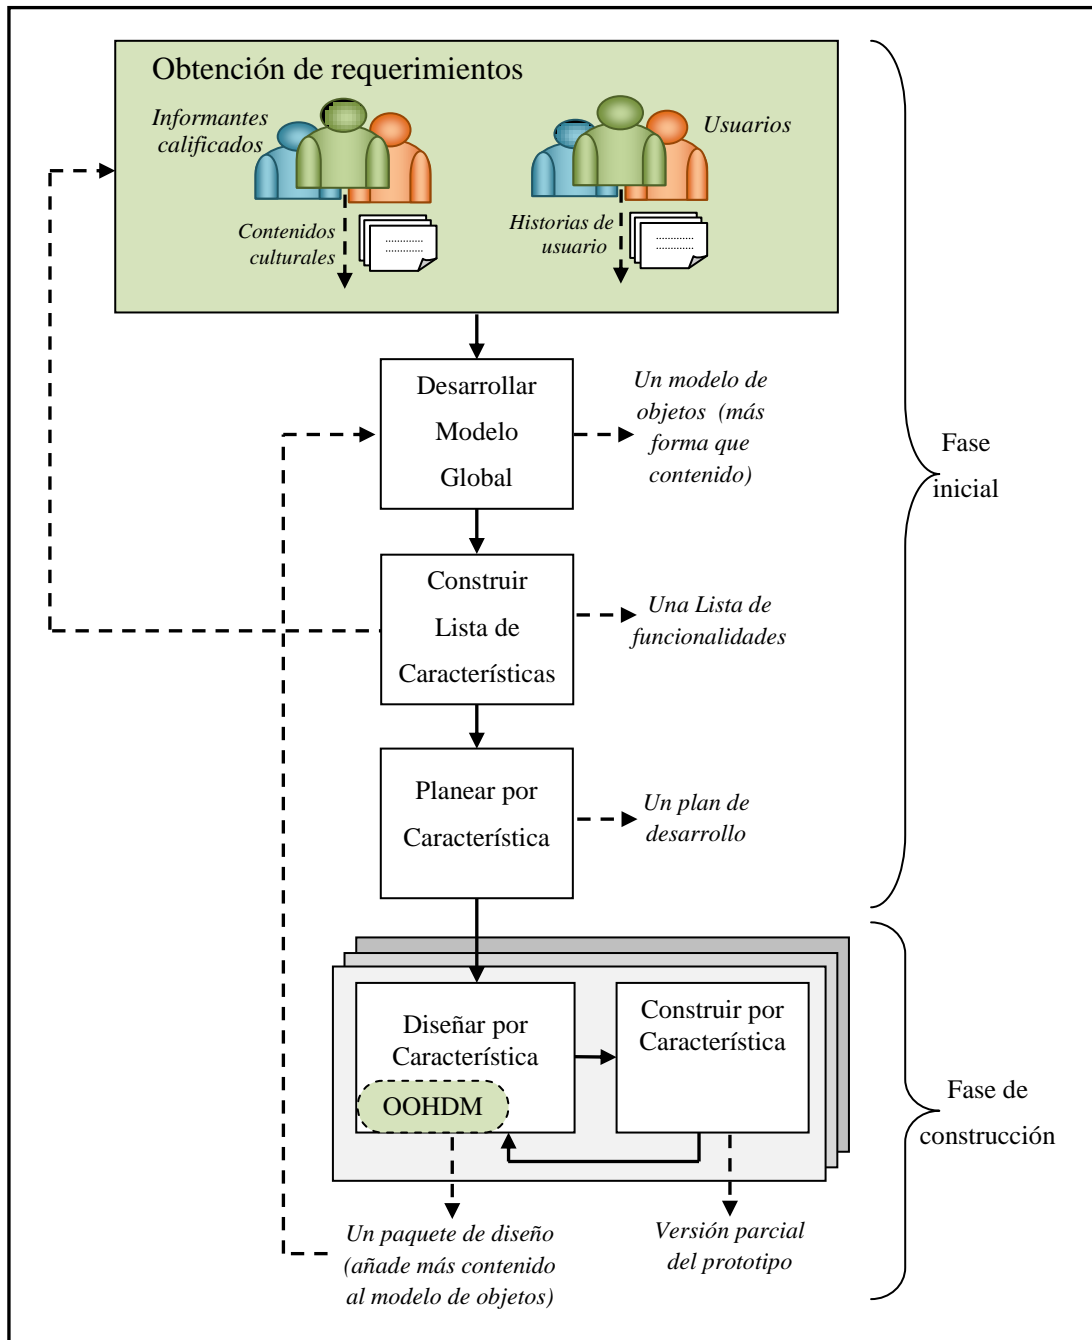 Obtención de requerimientos
Informantes
calificados
Usuarios
Contenidos
culturales
Historias de
usuario
Desarrollar
Modelo
Global
Un modelo de
objetos (más
forma que
contenido)
Fase
inicial
Construir
Lista de
Características
Una Lista de
funcionalidades
Planear por
Característica
Un plan de
desarrollo
Diseñar por
Característica
OOHDM
Construir por
Característica
Fase de
construcción
Un paquete de diseño
(añade más contenido
al modelo de objetos)
Versión parcial
del prototipo